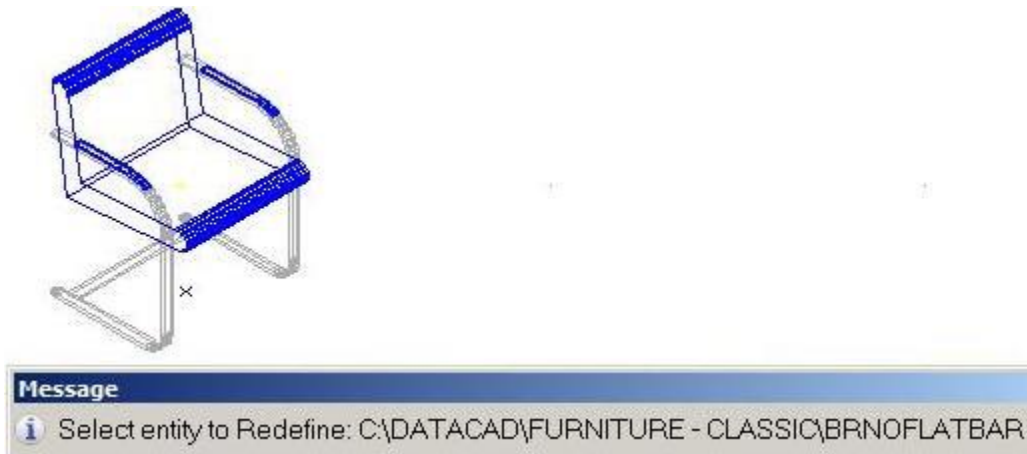 Message
Select entity to Redefine: C:\DATACAD\FURNITURE - CLASSIC\BRNOFLATBAR